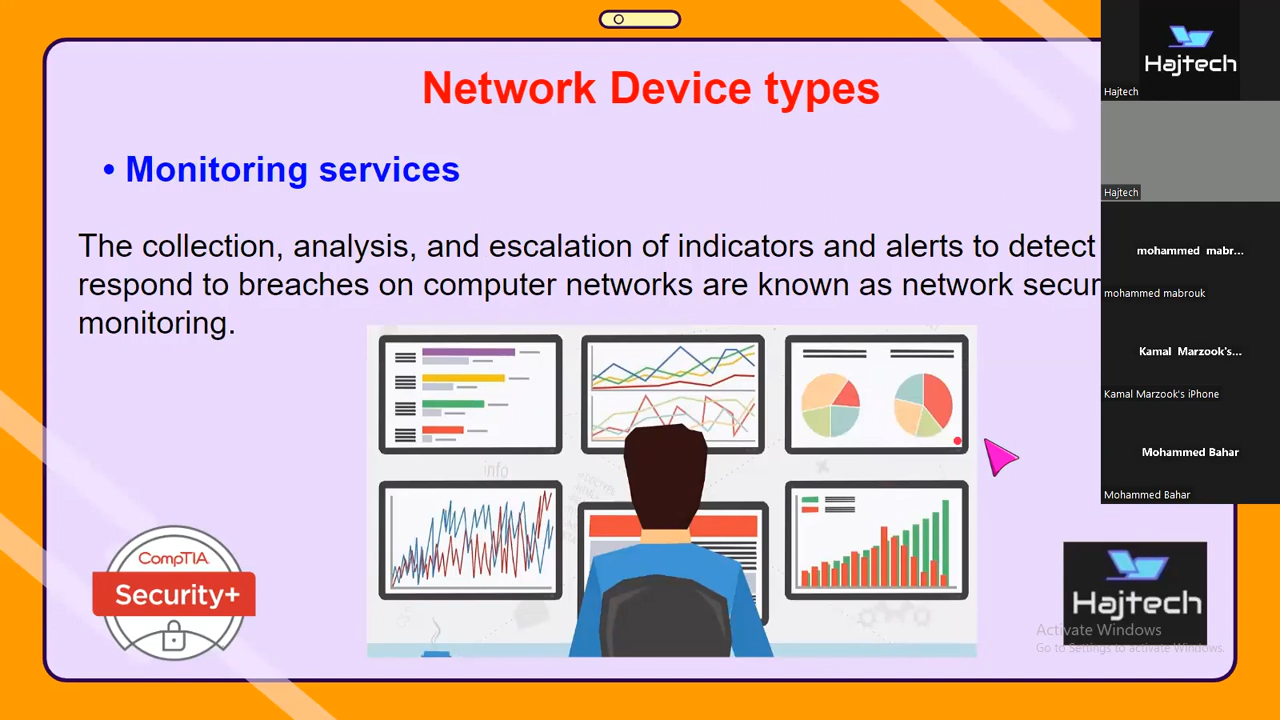 Network Device types
• Monitoring services
The collection, analysis, and escalation of indicators and alerts to detect
respond to breaches on computer networks are known as network secur
monitoring.
info
CompTIA
Security+
Hajtech
Hajtech
Hajtech
mohammed mabr...
mohammed mabrouk
Kamal Marzook's...
Kamal Marzook's iPhone
Mohammed Bahar
Mohammed Bahar
Hajtech
Activate Windows
Go to Settings to activate Windows.